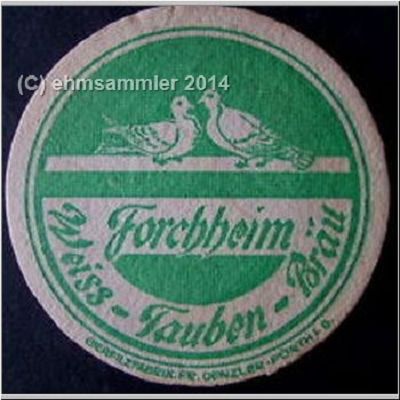 (C) ehmsammler 2014
Forchheim
Weiss-Tauben-Bräu